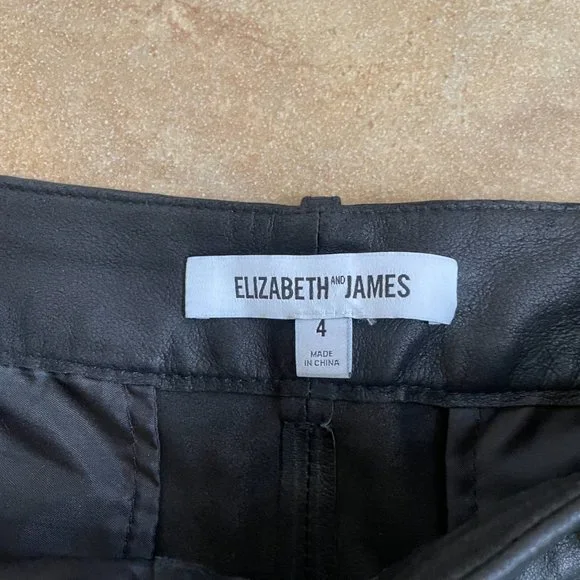 ELIZABETH AND JAMES
4
MADE
IN CHINA